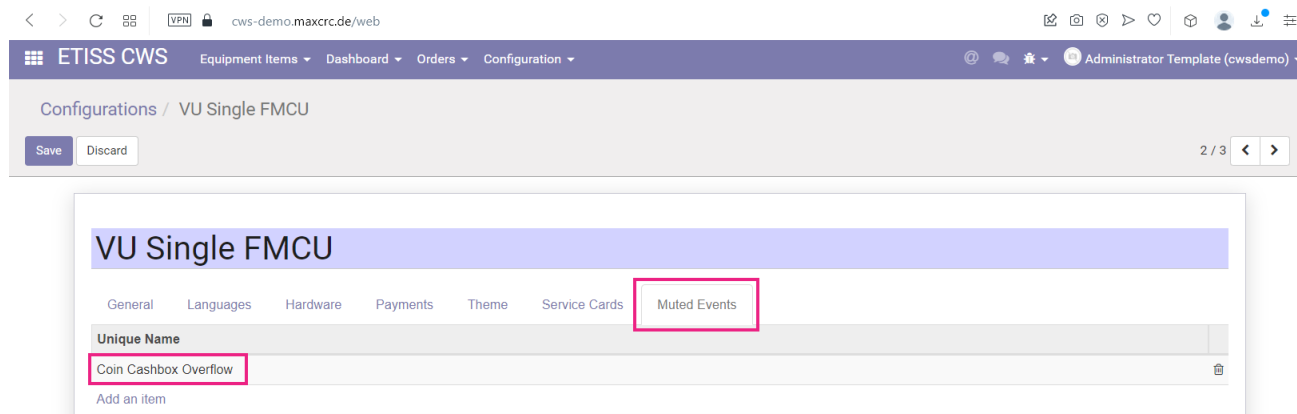 VPN cws-demo.maxcrc.de/web
ETISS CWS Equipment Items Dashboard Orders Configuration @ Administrator Template (cwsdemo)
Configurations / VU Single FMCU
Save Discard 2 / 3
VU Single FMCU
General Languages Hardware Payments Theme Service Cards Muted Events
Unique Name
Coin Cashbox Overflow
Add an item